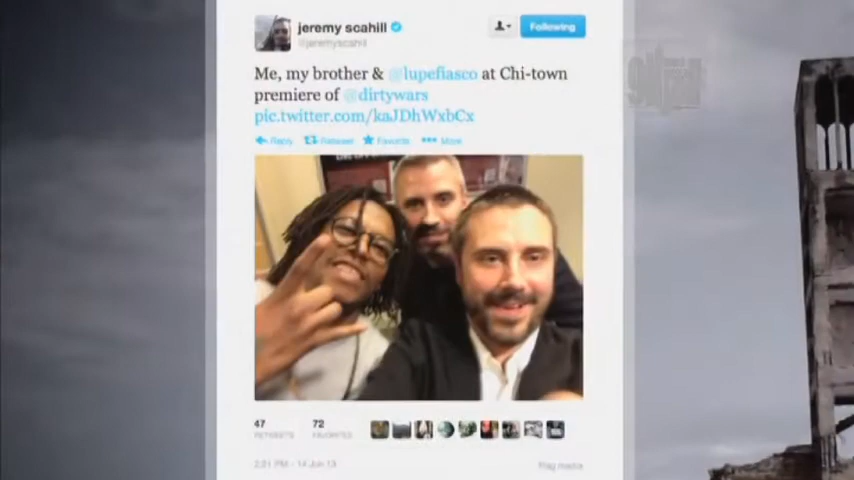 jeremy scahill
@jeremyscahill
Following
Me, my brother & @lupefiasco at Chi-town
premiere of @dirtywars
pic.twitter.com/kaJDhWxbCx
Reply Retweet Favorite More
47
RETWEETS
72
FAVORITES
2:31 PM - 14 Jun 13
Flag media